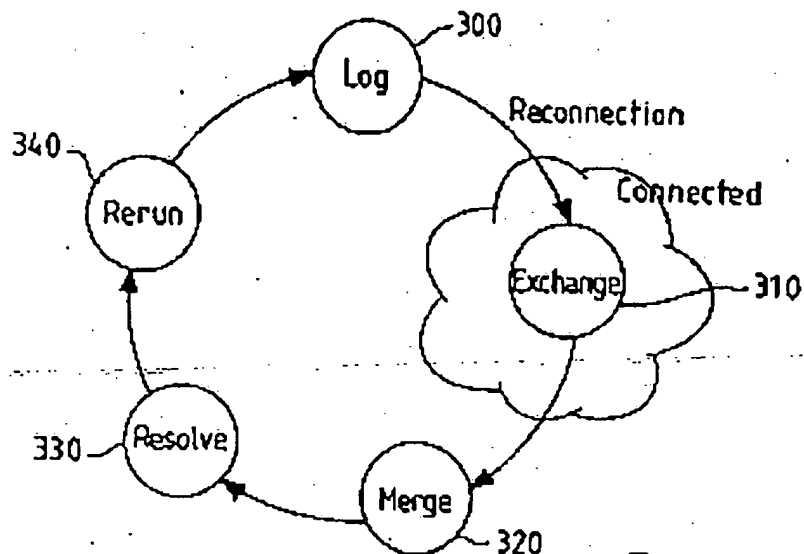 300
Log
Reconnection
340
Rerun
Connected
Exchange
310
330
Resolve
Merge
320